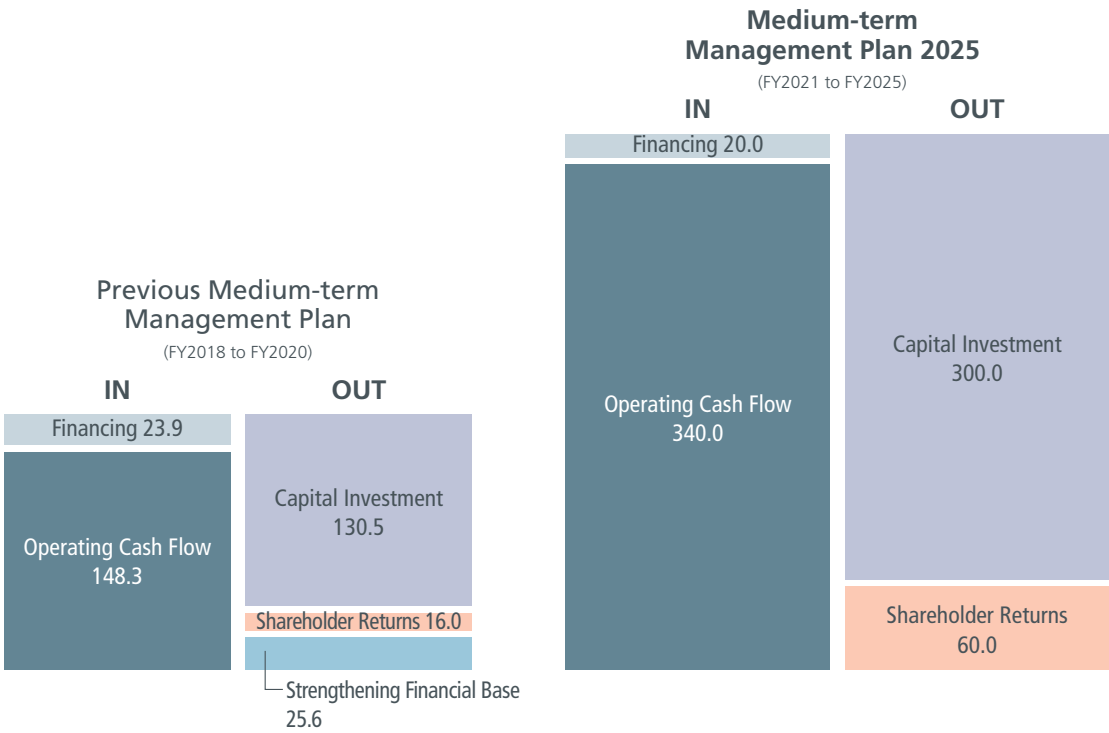 Previous Medium-term
Management Plan
(FY2018 to FY2020)
IN
OUT
Financing 23.9
Operating Cash Flow
148.3
Capital Investment
130.5
Shareholder Returns 16.0
Strengthening Financial Base
25.6
Medium-term
Management Plan 2025
(FY2021 to FY2025)
IN
OUT
Financing 20.0
Operating Cash Flow
340.0
Capital Investment
300.0
Shareholder Returns
60.0